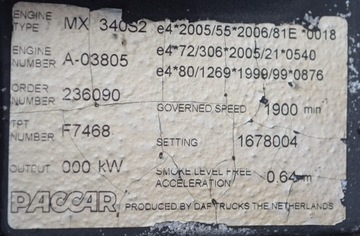 ENGINE TYPE MX 340S2 e4*2005/55*2006/81E*0018
ENGINE NUMBER A-03805 e4*72/306*2005/21*0540
e4*80/1269*1999/99*0876
ORDER NUMBER 236090 GOVERNED SPEED 1900 min
TPT NUMBER F7468 SETTING 1678004
OUTPUT 000 kW SMOKE LEVEL FREE ACCELERATION 0.64 m
PACCAR PRODUCED BY DAF TRUCKS THE NETHERLANDS